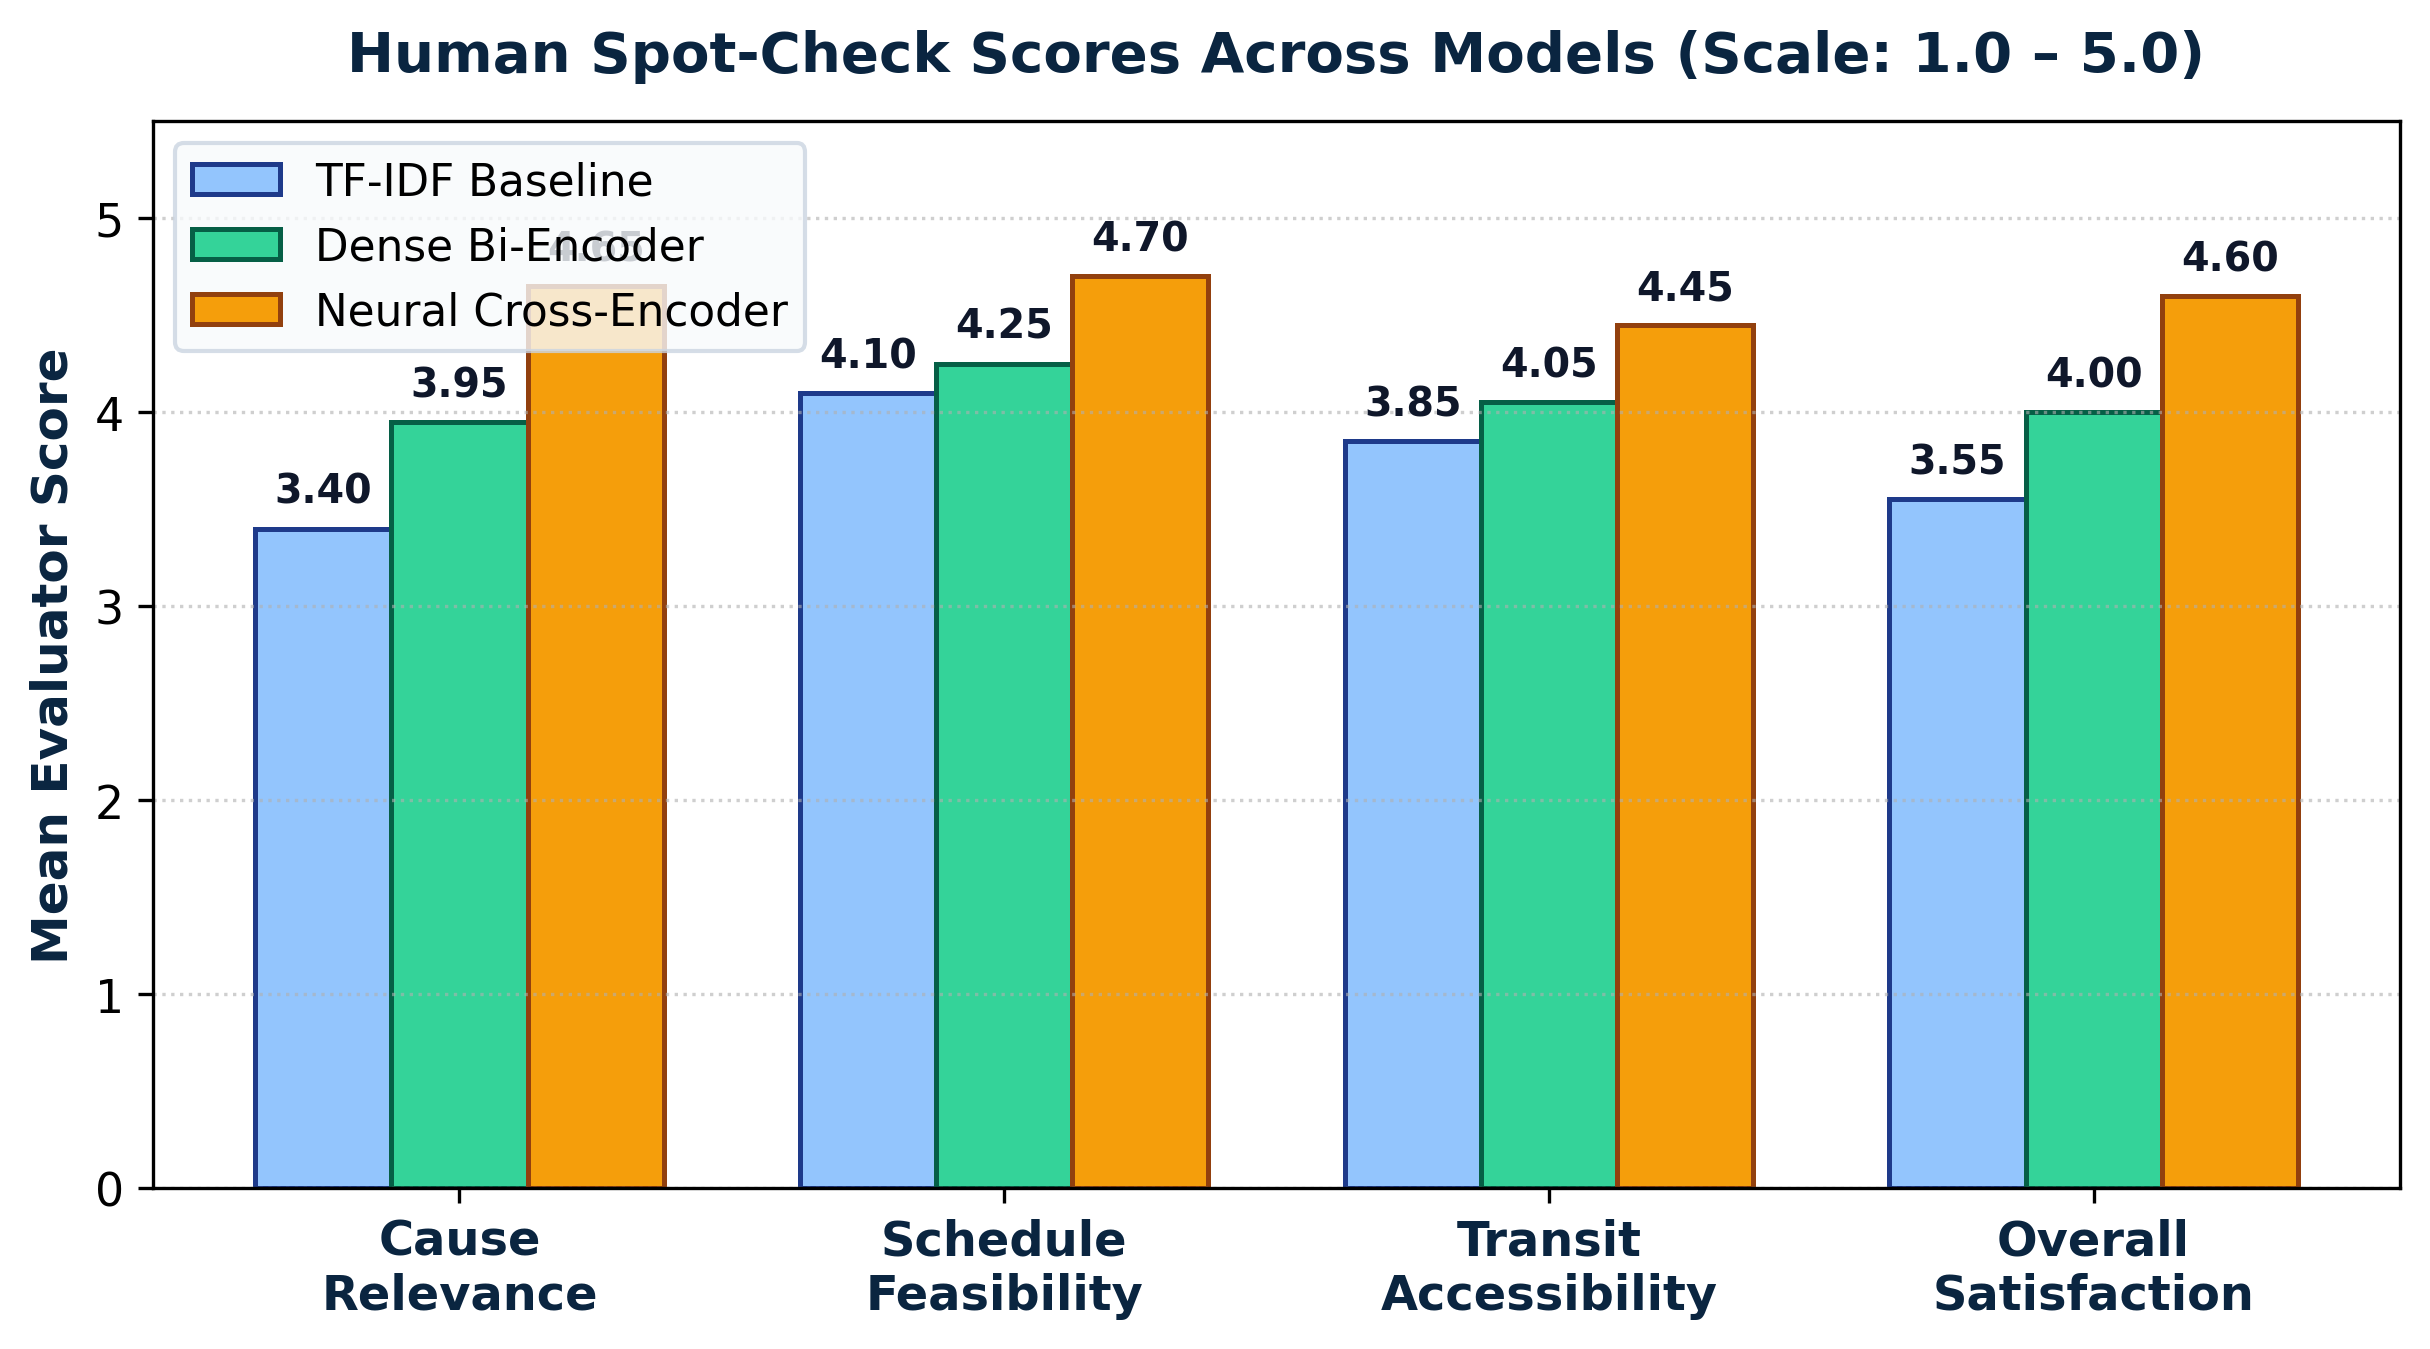 Human Spot-Check Scores Across Models (Scale: 1.0 – 5.0)
TF-IDF Baseline
Dense Bi-Encoder
Neural Cross-Encoder
Mean Evaluator Score
5
4
3
2
1
0
3.40
3.95
4.65
4.10
4.25
4.70
3.85
4.05
4.45
3.55
4.00
4.60
Cause
Relevance
Schedule
Feasibility
Transit
Accessibility
Overall
Satisfaction